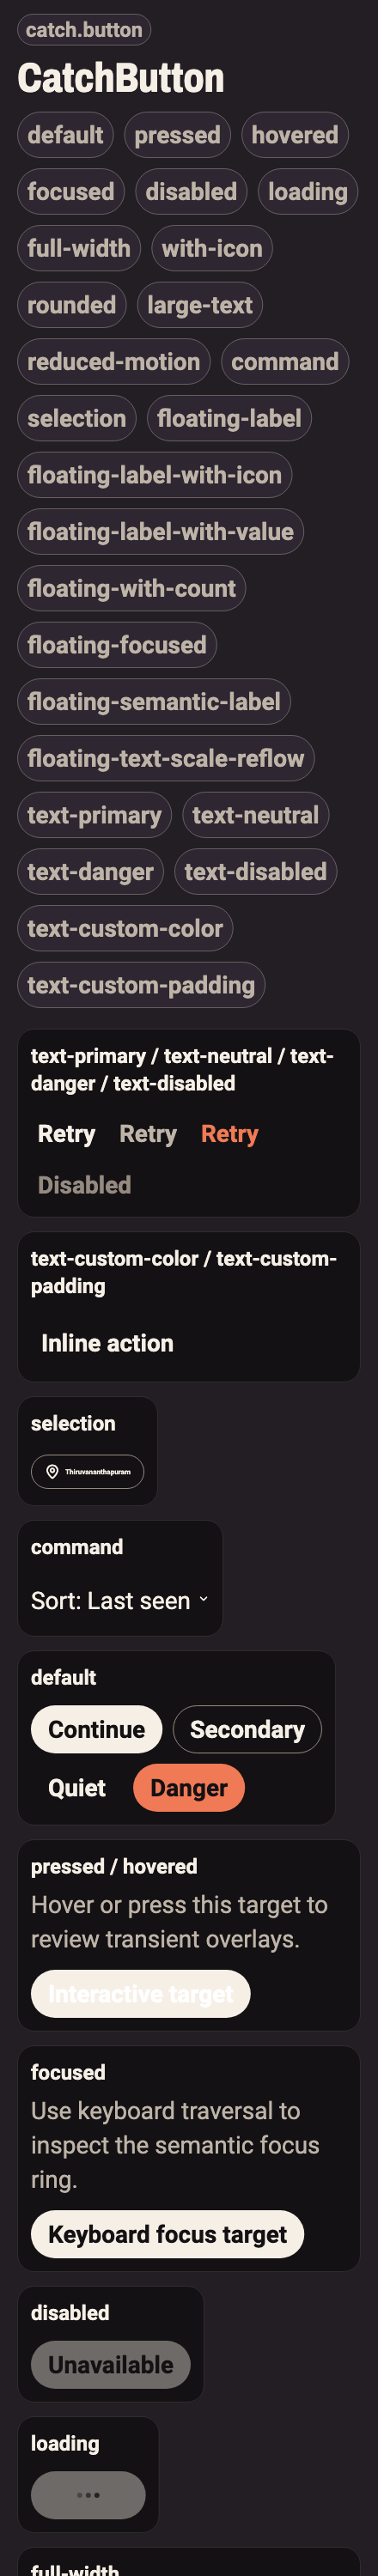 catch.button
CatchButton
default pressed hovered
focused disabled loading
full-width with-icon
rounded large-text
reduced-motion command
selection floating-label
floating-label-with-icon
floating-label-with-value
floating-with-count
floating-focused
floating-semantic-label
floating-text-scale-reflow
text-primary text-neutral
text-danger text-disabled
text-custom-color
text-custom-padding
text-primary / text-neutral / text-
danger / text-disabled
Retry Retry Retry
Disabled
text-custom-color / text-custom-
padding
Inline action
selection
Thiruvananthapuram
command
Sort: Last seen
default
Continue Secondary
Quiet Danger
pressed / hovered
Hover or press this target to
review transient overlays.
Interactive target
focused
Use keyboard traversal to
inspect the semantic focus
ring.
Keyboard focus target
disabled
Unavailable
loading
full-width